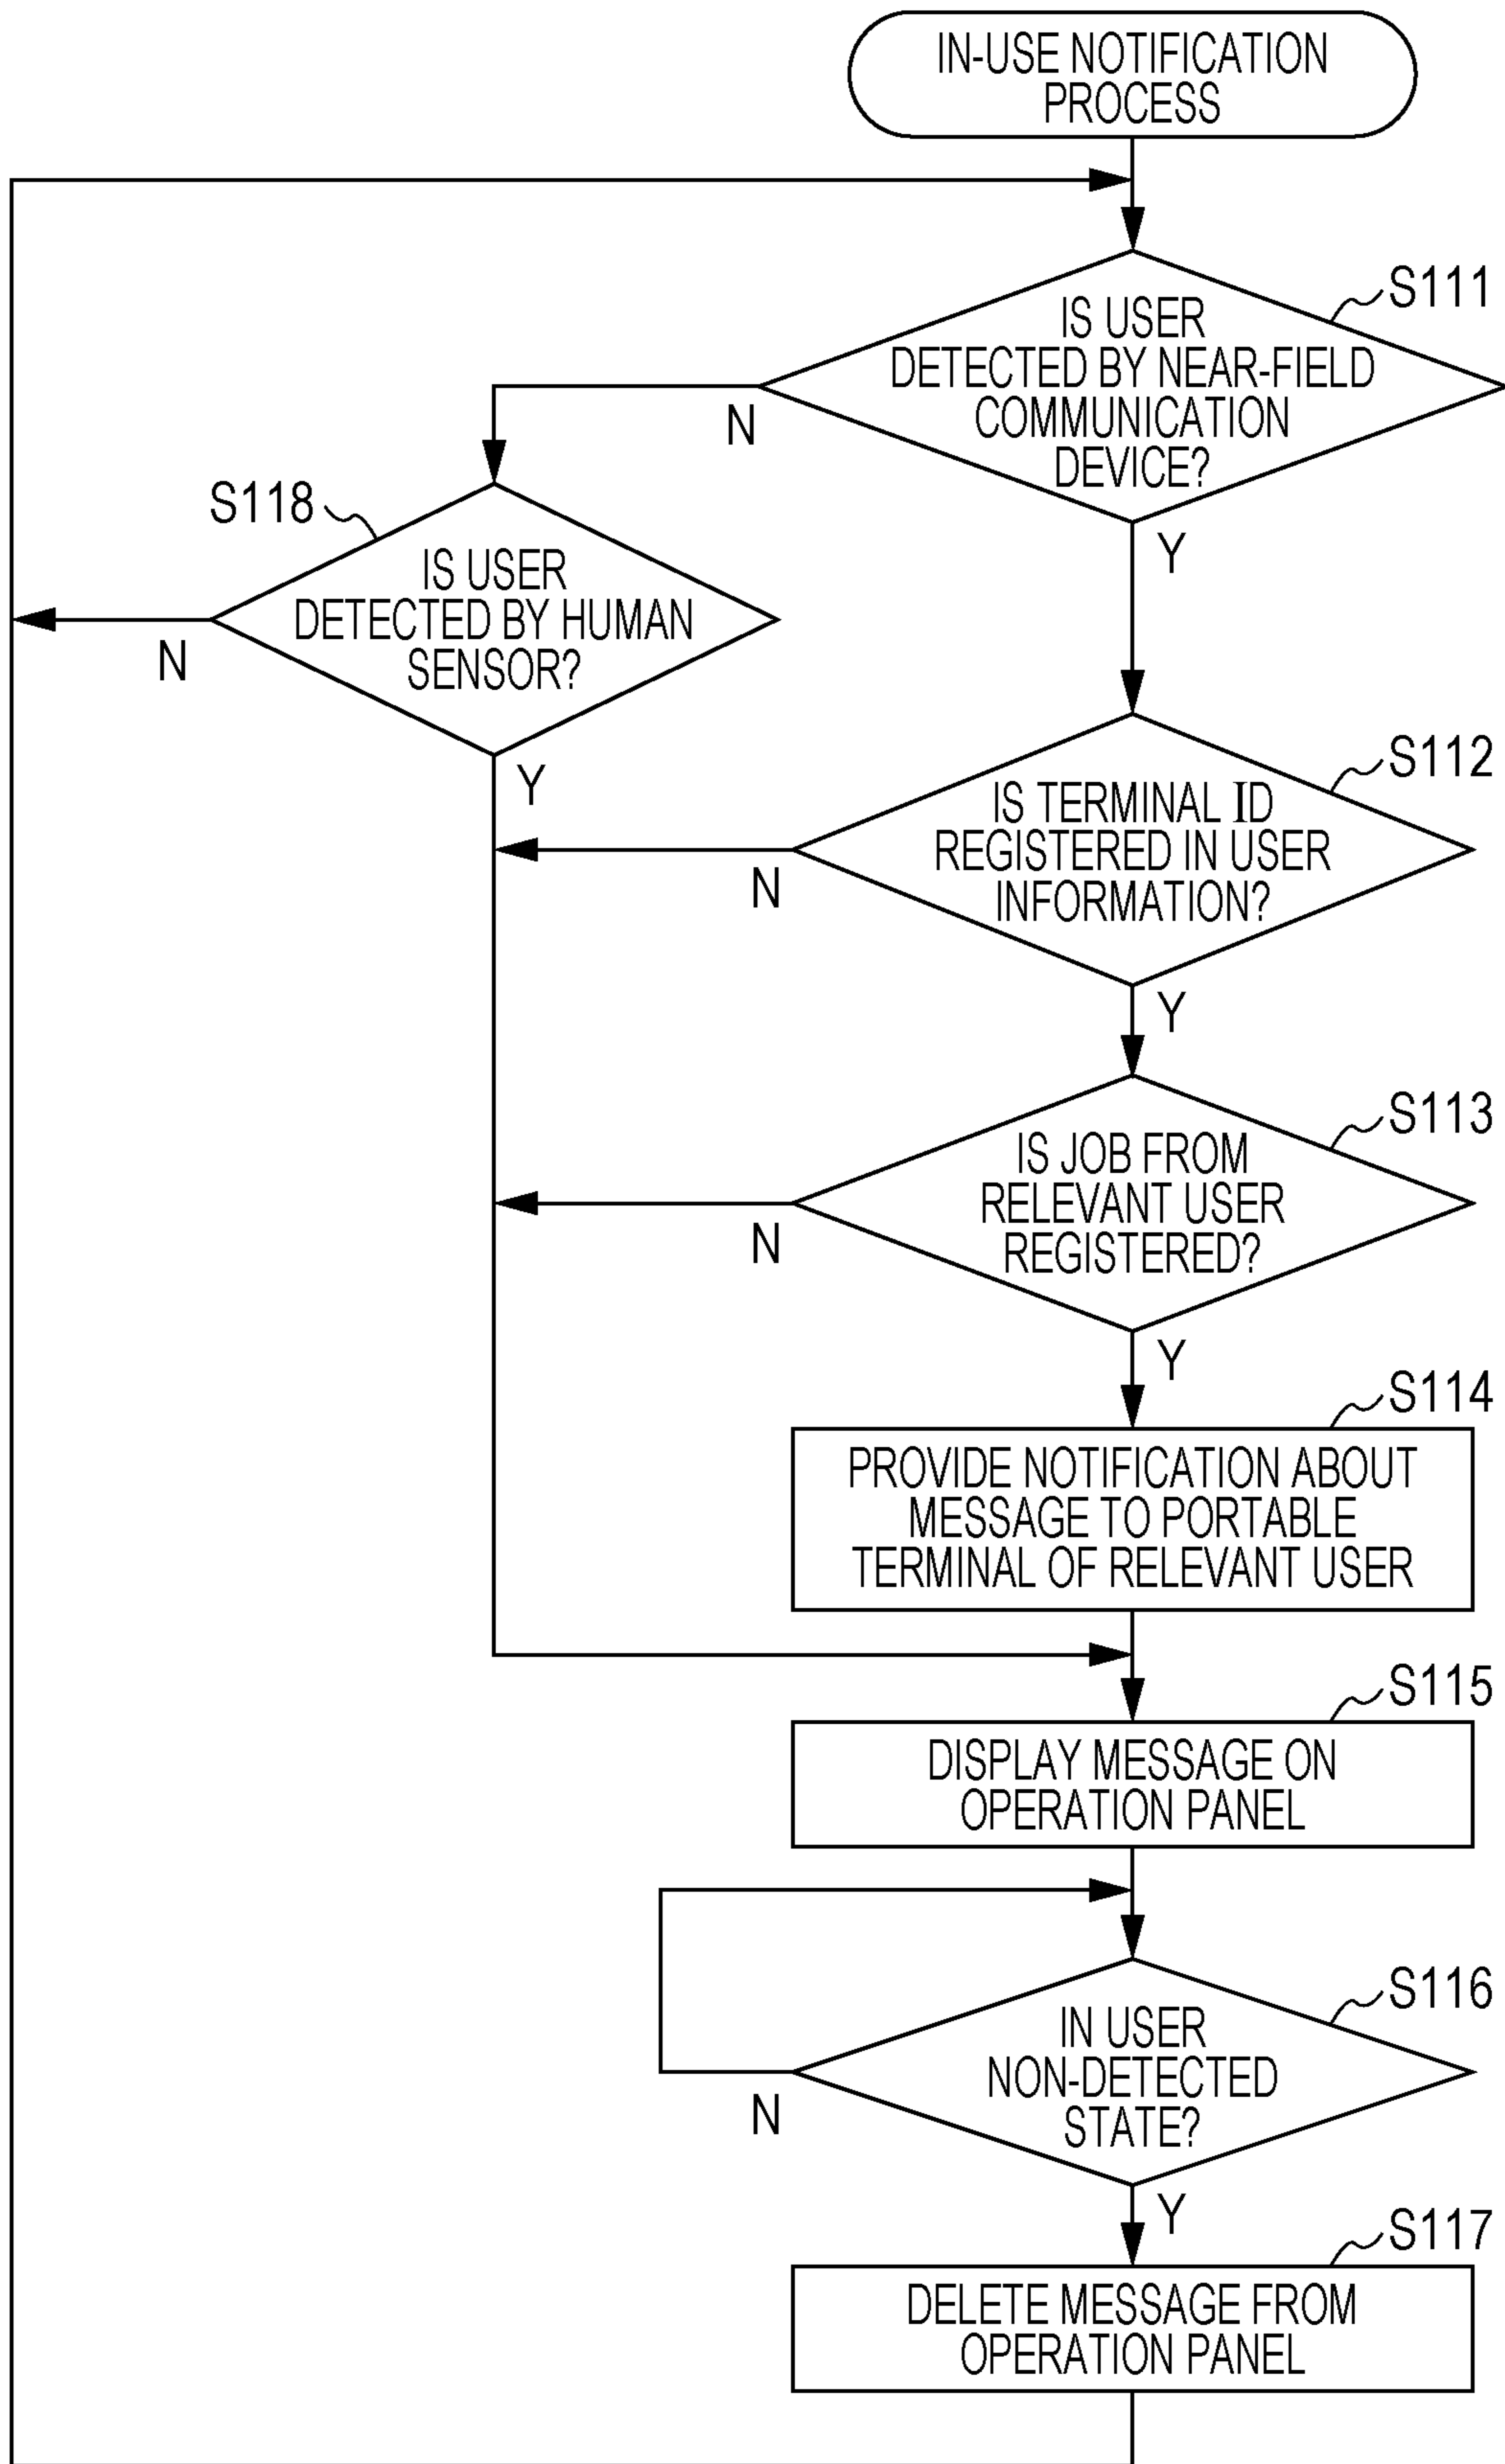 IN-USE NOTIFICATION
PROCESS
S111
IS USER
DETECTED BY NEAR-FIELD
COMMUNICATION
DEVICE?
N
Y
S118
IS USER
DETECTED BY HUMAN
SENSOR?
N
Y
S112
IS TERMINAL ID
REGISTERED IN USER
INFORMATION?
N
Y
S113
IS JOB FROM
RELEVANT USER
REGISTERED?
N
Y
S114
PROVIDE NOTIFICATION ABOUT
MESSAGE TO PORTABLE
TERMINAL OF RELEVANT USER
S115
DISPLAY MESSAGE ON
OPERATION PANEL
S116
IN USER
NON-DETECTED
STATE?
N
Y
S117
DELETE MESSAGE FROM
OPERATION PANEL